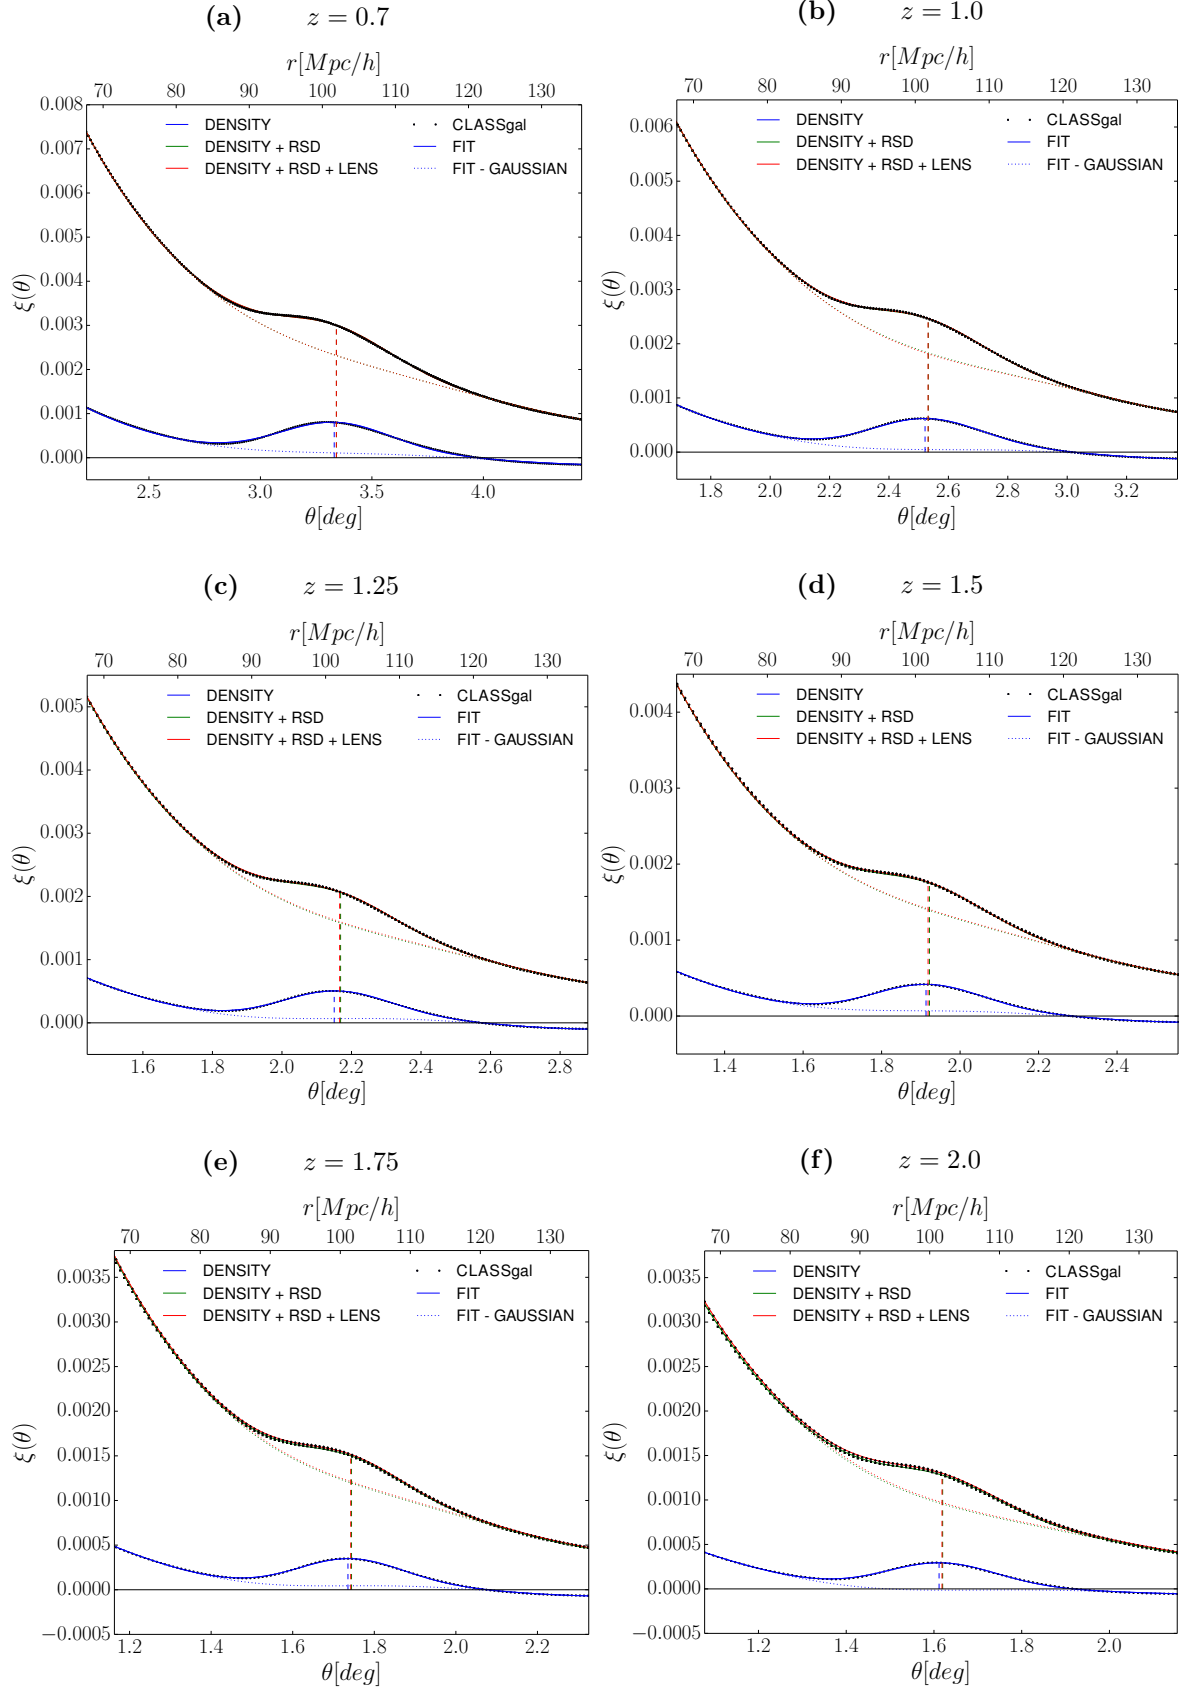 (a) z = 0.7
r[Mpc/h]
70 80 90 100 110 120 130
0.008
0.007
0.006
0.005
0.004
0.003
0.002
0.001
0.000
ξ(θ)
DENSITY
DENSITY + RSD
DENSITY + RSD + LENS
CLASSgal
FIT
FIT - GAUSSIAN
2.5 3.0 3.5 4.0
θ[deg]
(b) z = 1.0
r[Mpc/h]
70 80 90 100 110 120 130
0.006
0.005
0.004
0.003
0.002
0.001
0.000
ξ(θ)
DENSITY
DENSITY + RSD
DENSITY + RSD + LENS
CLASSgal
FIT
FIT - GAUSSIAN
1.8 2.0 2.2 2.4 2.6 2.8 3.0 3.2
θ[deg]
(c) z = 1.25
r[Mpc/h]
70 80 90 100 110 120 130
0.005
0.004
0.003
0.002
0.001
0.000
ξ(θ)
DENSITY
DENSITY + RSD
DENSITY + RSD + LENS
CLASSgal
FIT
FIT - GAUSSIAN
1.6 1.8 2.0 2.2 2.4 2.6 2.8
θ[deg]
(d) z = 1.5
r[Mpc/h]
70 80 90 100 110 120 130
0.004
0.003
0.002
0.001
0.000
ξ(θ)
DENSITY
DENSITY + RSD
DENSITY + RSD + LENS
CLASSgal
FIT
FIT - GAUSSIAN
1.4 1.6 1.8 2.0 2.2 2.4
θ[deg]
(e) z = 1.75
r[Mpc/h]
70 80 90 100 110 120 130
0.0035
0.0030
0.0025
0.0020
0.0015
0.0010
0.0005
0.0000
−0.0005
ξ(θ)
DENSITY
DENSITY + RSD
DENSITY + RSD + LENS
CLASSgal
FIT
FIT - GAUSSIAN
1.2 1.4 1.6 1.8 2.0 2.2
θ[deg]
(f) z = 2.0
r[Mpc/h]
70 80 90 100 110 120 130
0.0035
0.0030
0.0025
0.0020
0.0015
0.0010
0.0005
0.0000
−0.0005
ξ(θ)
DENSITY
DENSITY + RSD
DENSITY + RSD + LENS
CLASSgal
FIT
FIT - GAUSSIAN
1.2 1.4 1.6 1.8 2.0
θ[deg]